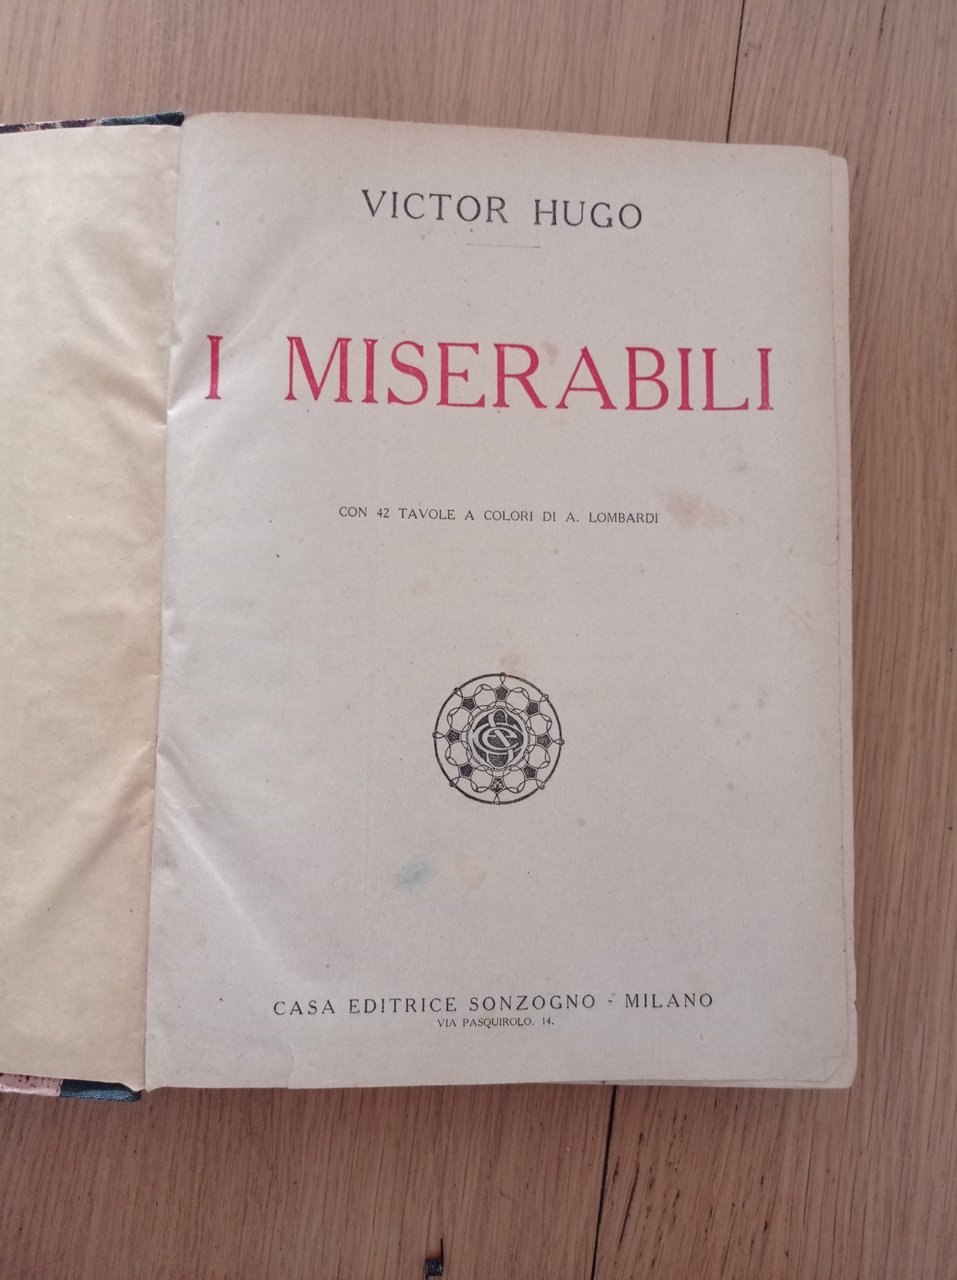 VICTOR HUGO
I MISERABILI
CON 42 TAVOLE A COLORI DI A. LOMBARDI
CASA EDITRICE SONZOGNO - MILANO
VIA PASQUIROLO. 14.